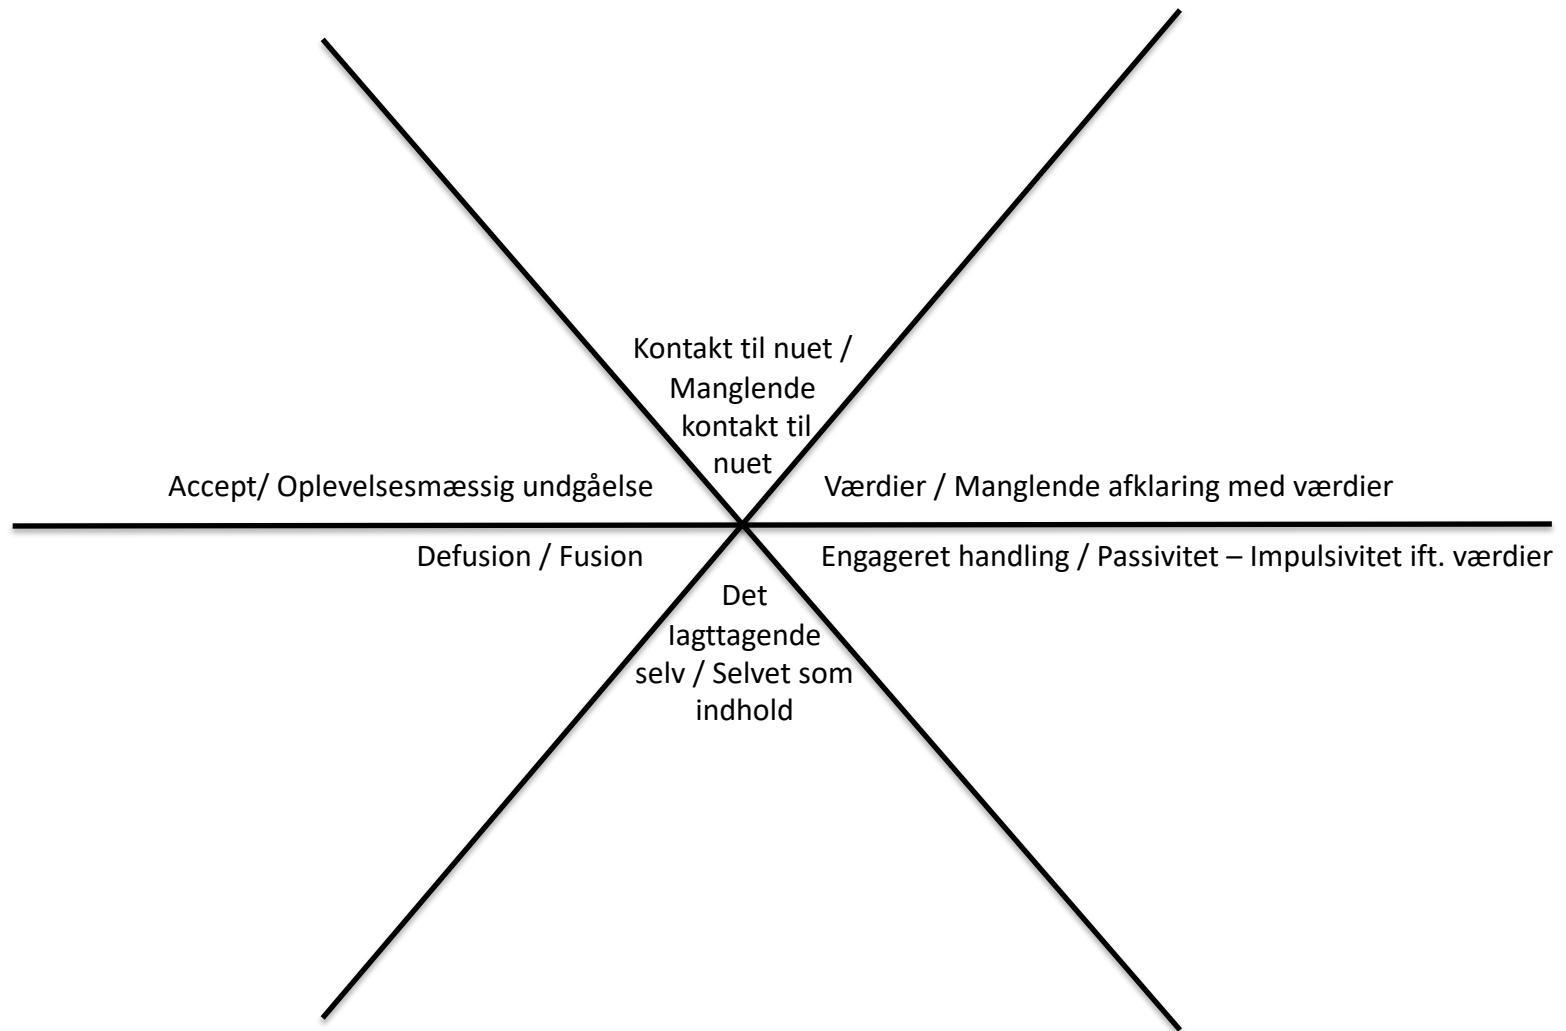 Kontakt til nuet /
Manglende
kontakt til
nuet
Accept/ Oplevelsesmæssig undgåelse
Værdier / Manglende afklaring med værdier
Defusion / Fusion
Engageret handling / Passivitet – Impulsivitet ift. værdier
Det
Iagttagende
selv / Selvet som
indhold